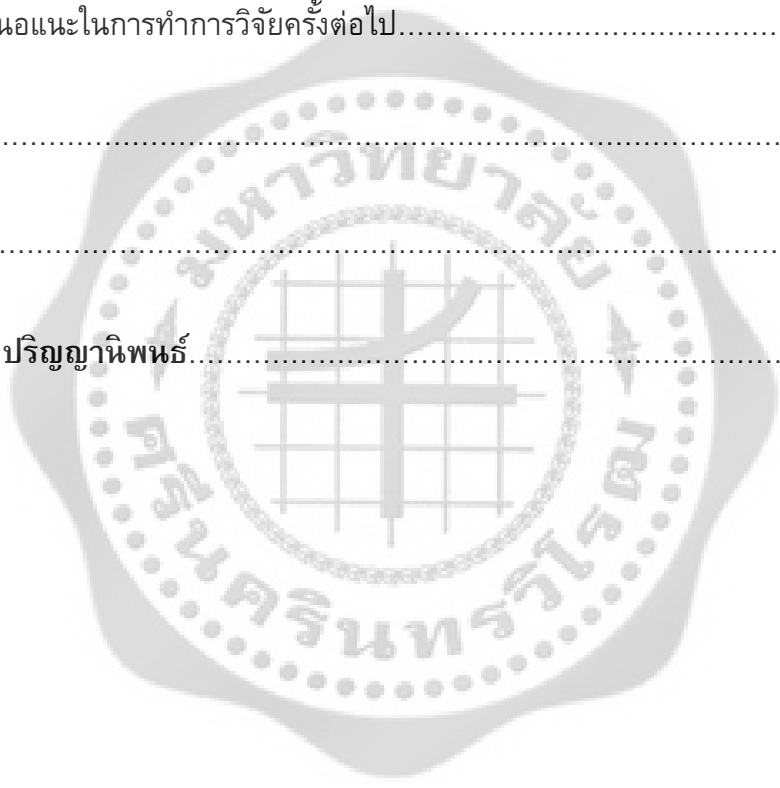 นอแนะในการทำการวิจัยครั้งต่อไป......................................
................................................................................
................................................................................
ปริญญานิพนธ์..............................................................
มหาวิทยาลัย
ศรีนครินทรวิโรฒ